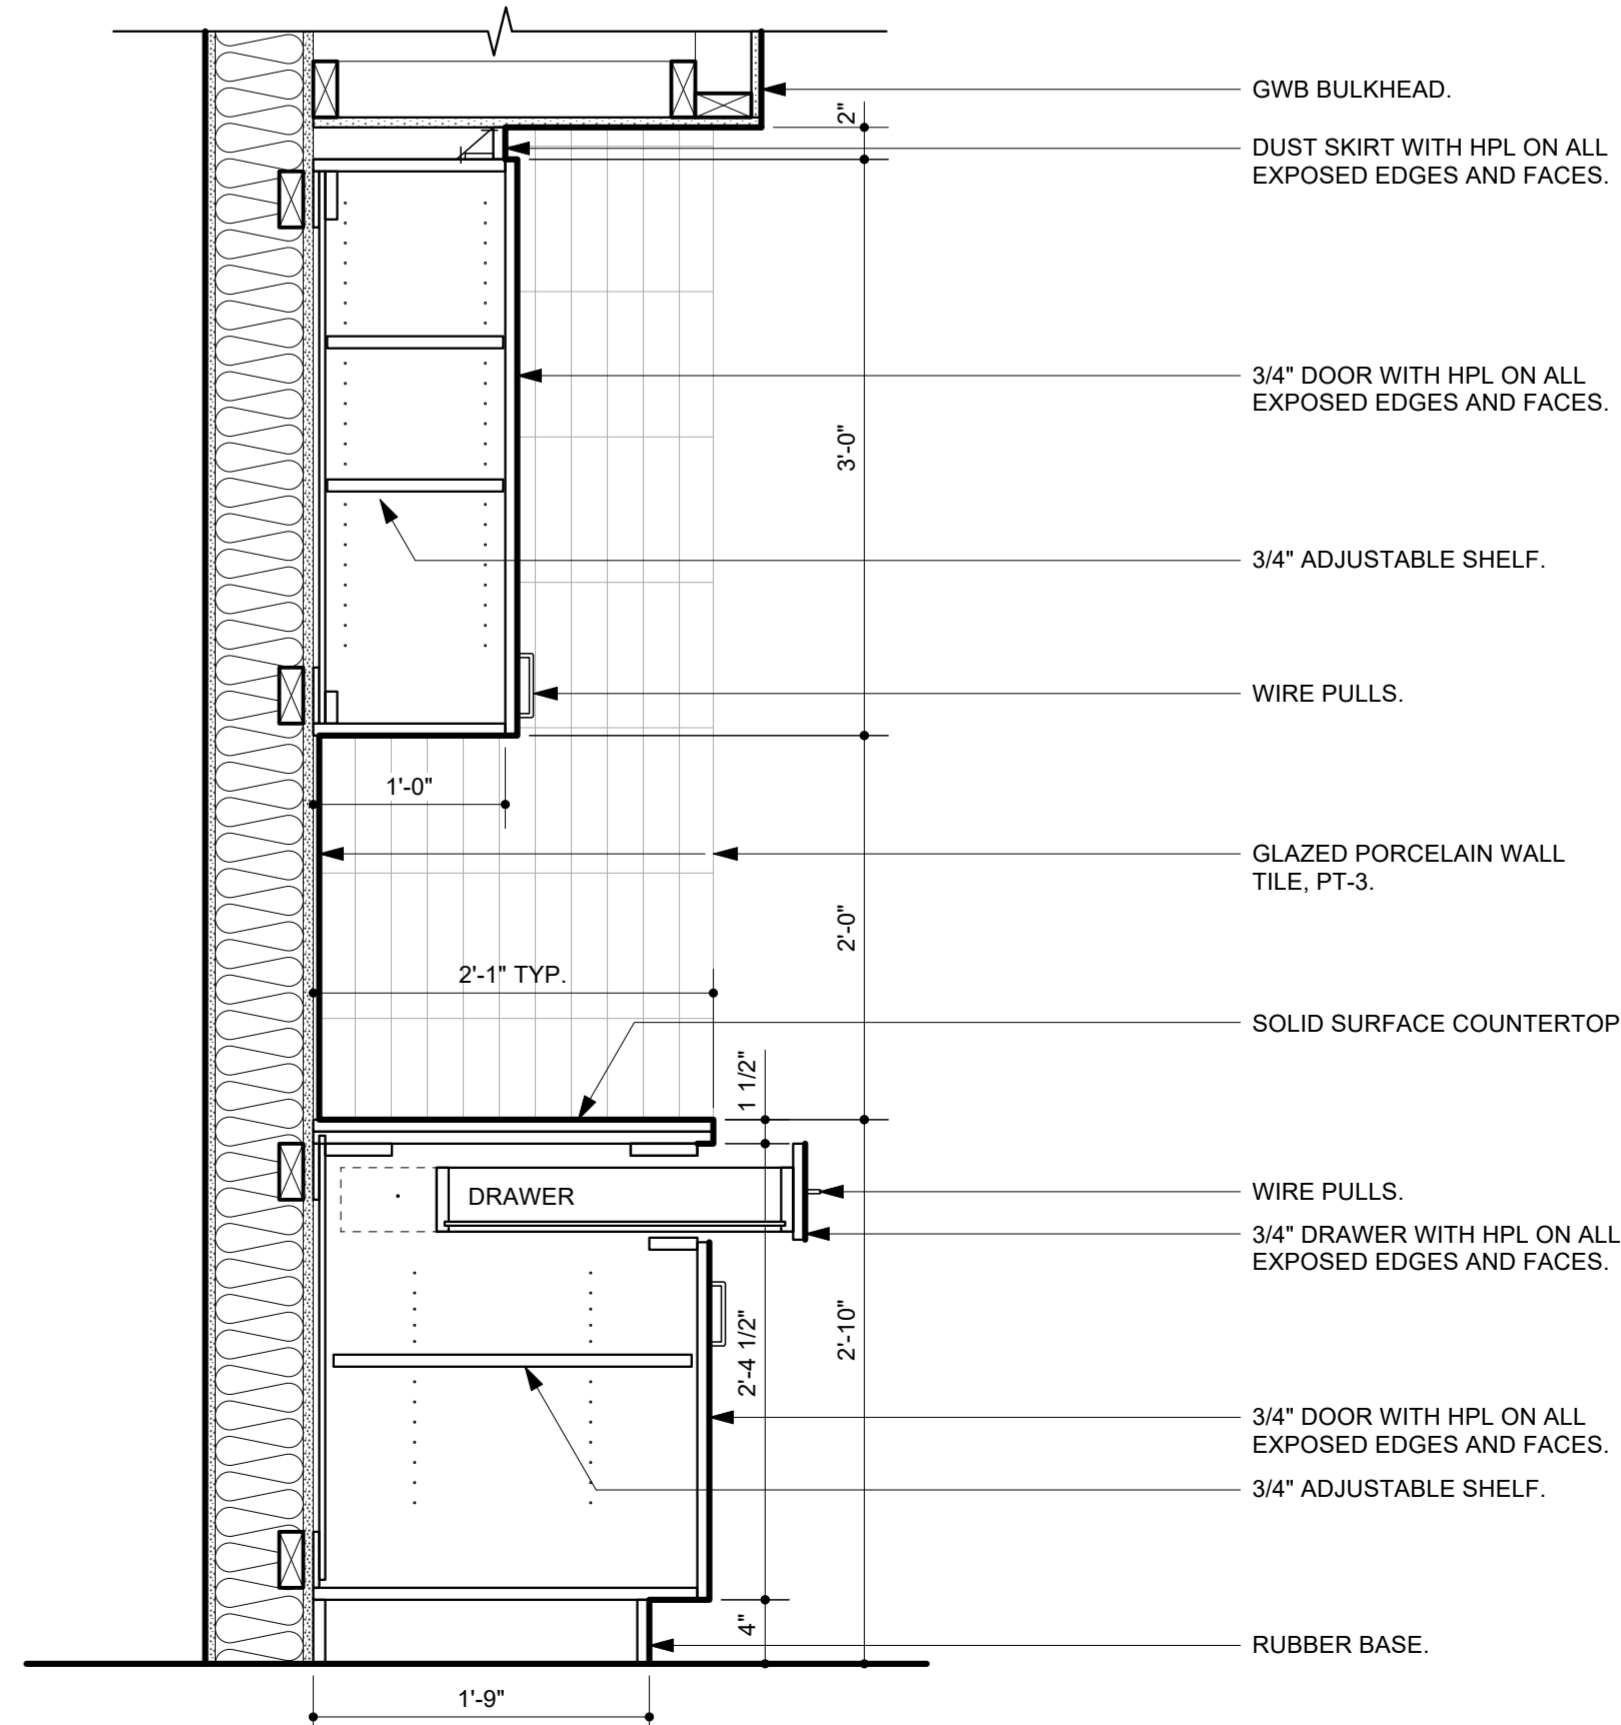 GWB BULKHEAD.
2"
DUST SKIRT WITH HPL ON ALL
EXPOSED EDGES AND FACES.
3/4" DOOR WITH HPL ON ALL
EXPOSED EDGES AND FACES.
3'-0"
3/4" ADJUSTABLE SHELF.
WIRE PULLS.
1'-0"
GLAZED PORCELAIN WALL
TILE, PT-3.
2'-0"
2'-1" TYP.
SOLID SURFACE COUNTERTOP
1 1/2"
DRAWER
WIRE PULLS.
3/4" DRAWER WITH HPL ON ALL
EXPOSED EDGES AND FACES.
2'-4 1/2"
2'-10"
3/4" DOOR WITH HPL ON ALL
EXPOSED EDGES AND FACES.
3/4" ADJUSTABLE SHELF.
4"
RUBBER BASE.
1'-9"